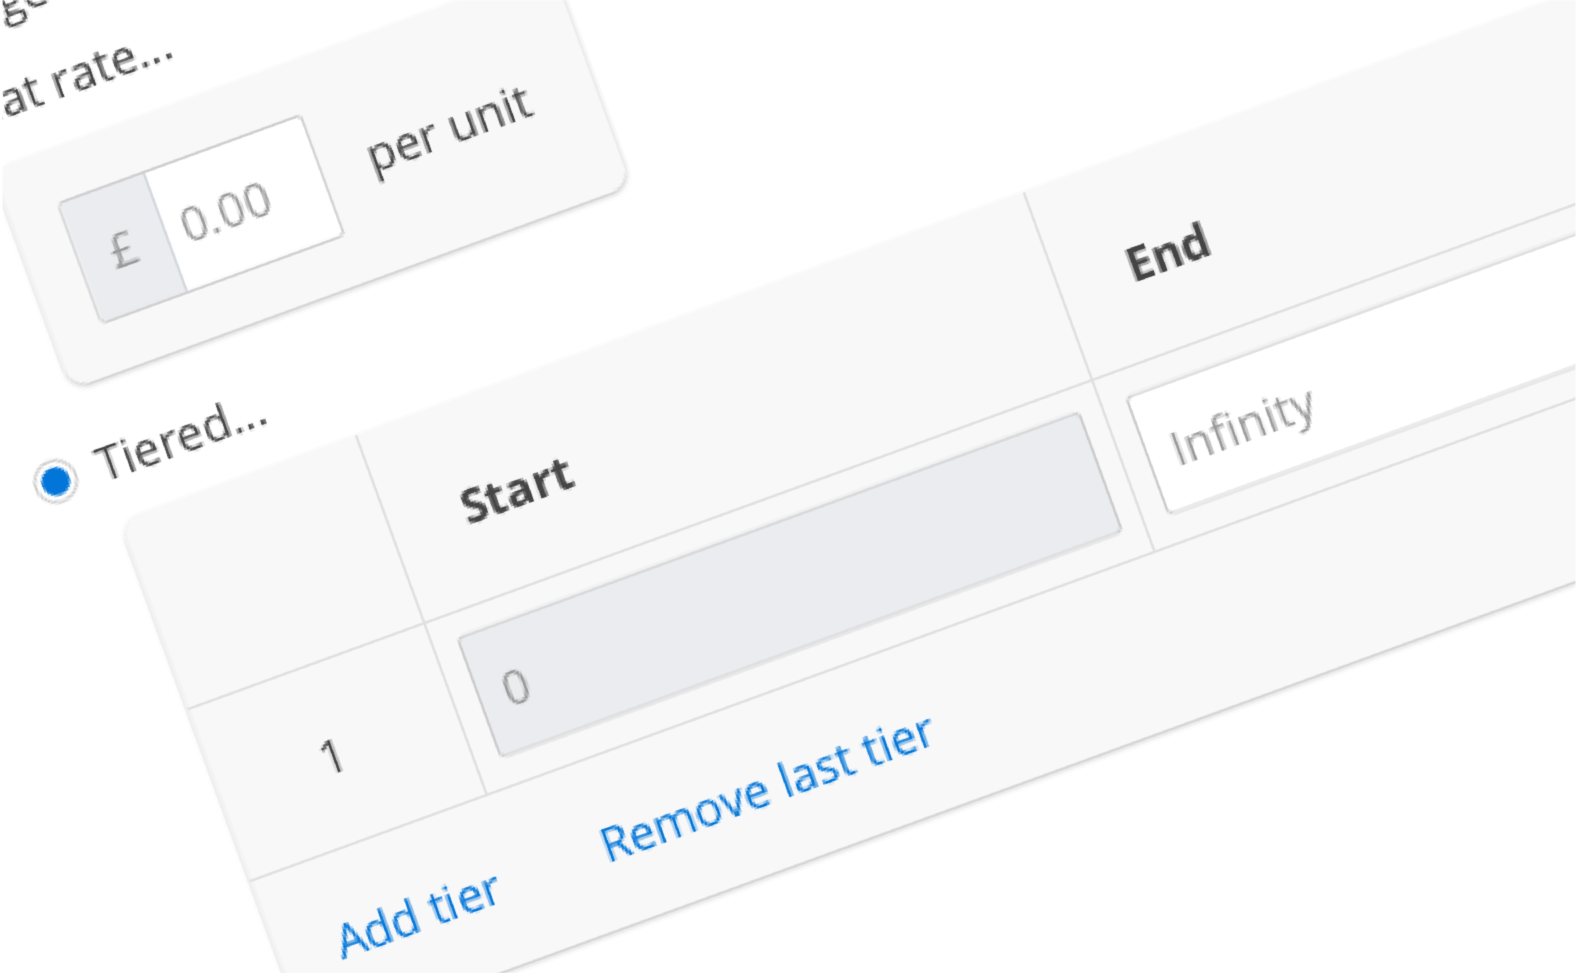 at rate...
£ 0.00 per unit
Tiered...
Start End
1 0 Infinity
Add tier Remove last tier